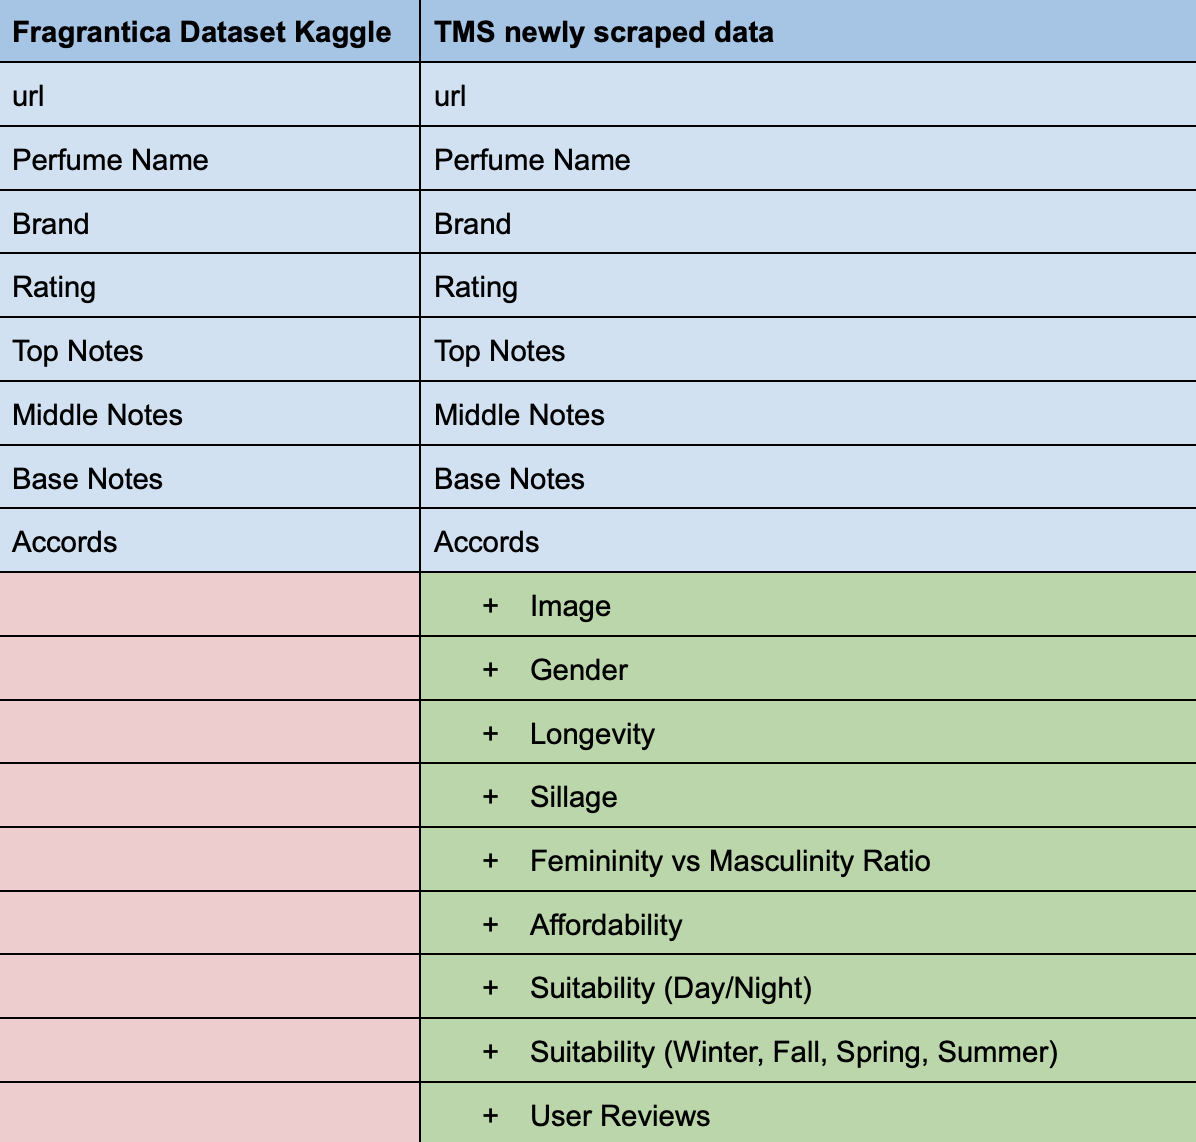 Fragrantica Dataset Kaggle TMS newly scraped data
url url
Perfume Name Perfume Name
Brand Brand
Rating Rating
Top Notes Top Notes
Middle Notes Middle Notes
Base Notes Base Notes
Accords Accords
+ Image
+ Gender
+ Longevity
+ Sillage
+ Femininity vs Masculinity Ratio
+ Affordability
+ Suitability (Day/Night)
+ Suitability (Winter, Fall, Spring, Summer)
+ User Reviews